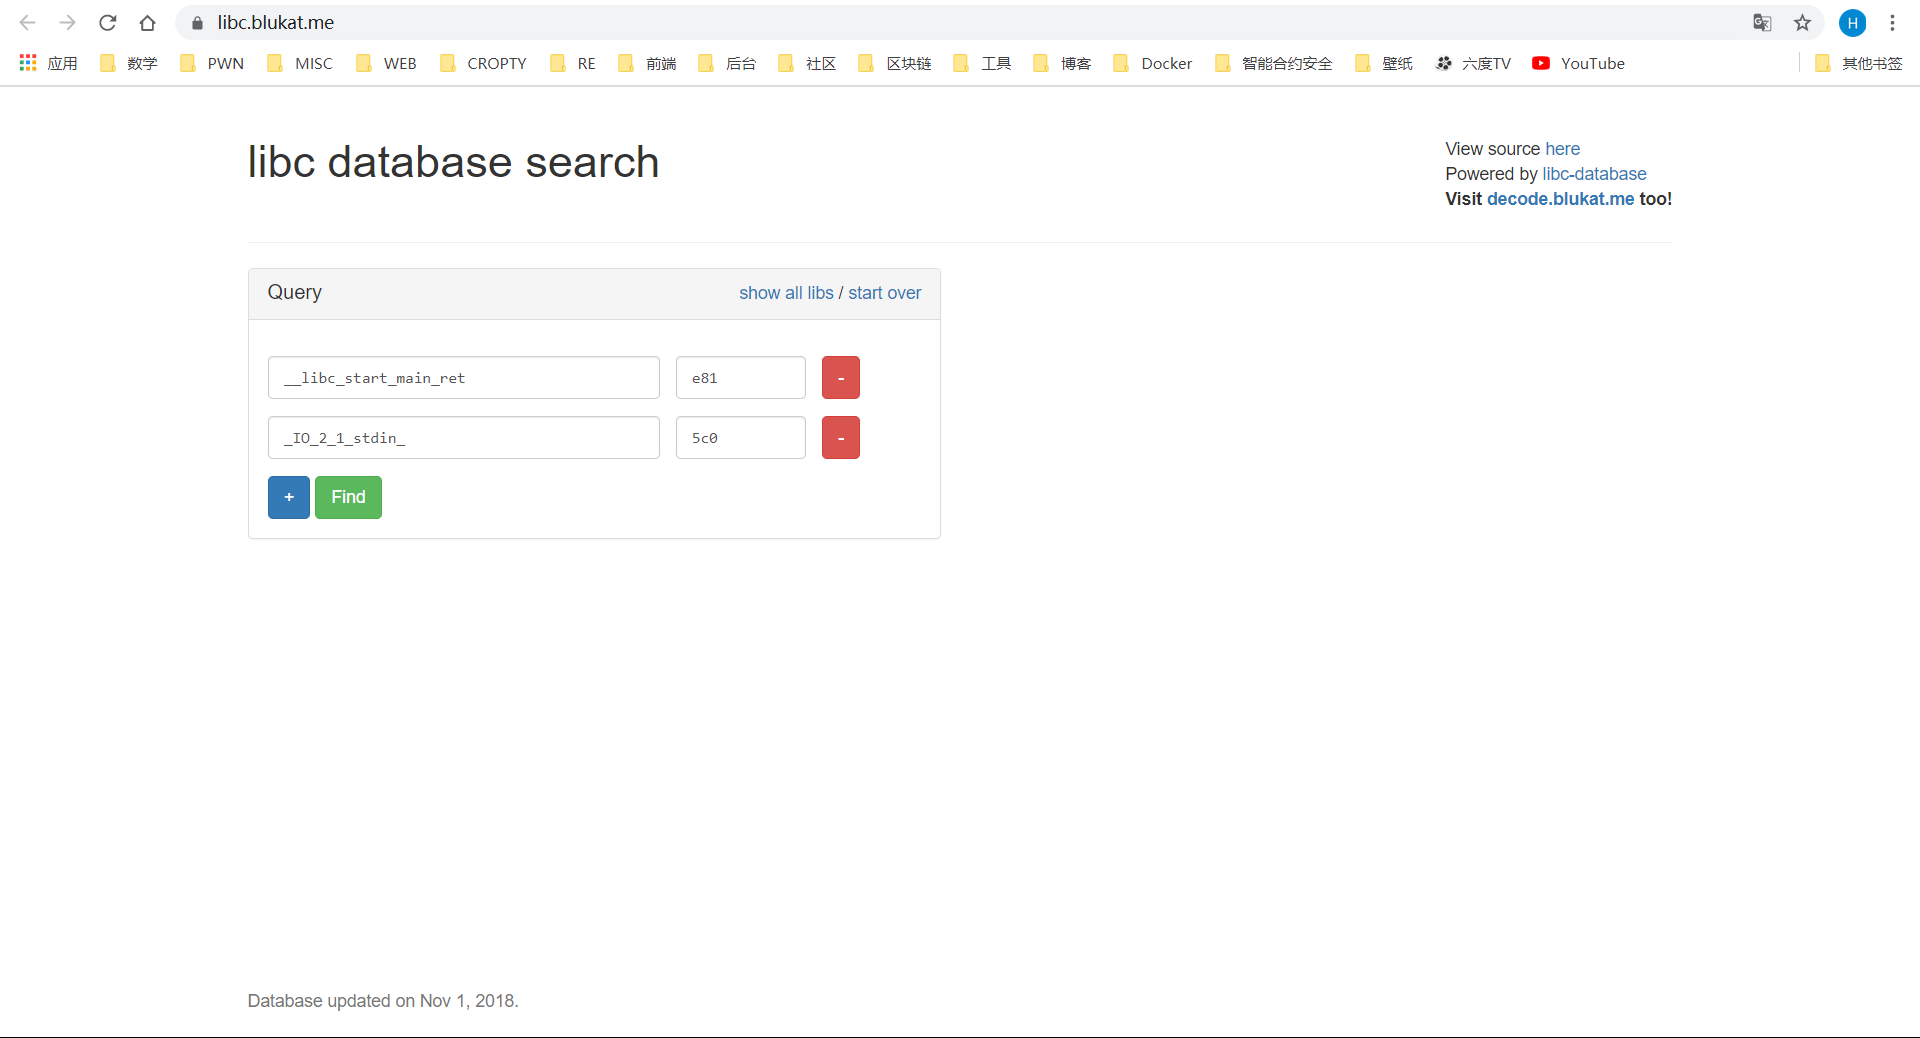 libc.blukat.me
H
应用 数学 PWN MISC WEB CROPTY RE 前端 后台 社区 区块链 工具 博客 Docker 智能合约安全 壁纸 六度TV YouTube 其他书签
libc database search
View source here
Powered by libc-database
Visit decode.blukat.me too!
Query show all libs / start over
__libc_start_main_ret e81 -
_IO_2_1_stdin_ 5c0 -
+ Find
Database updated on Nov 1, 2018.